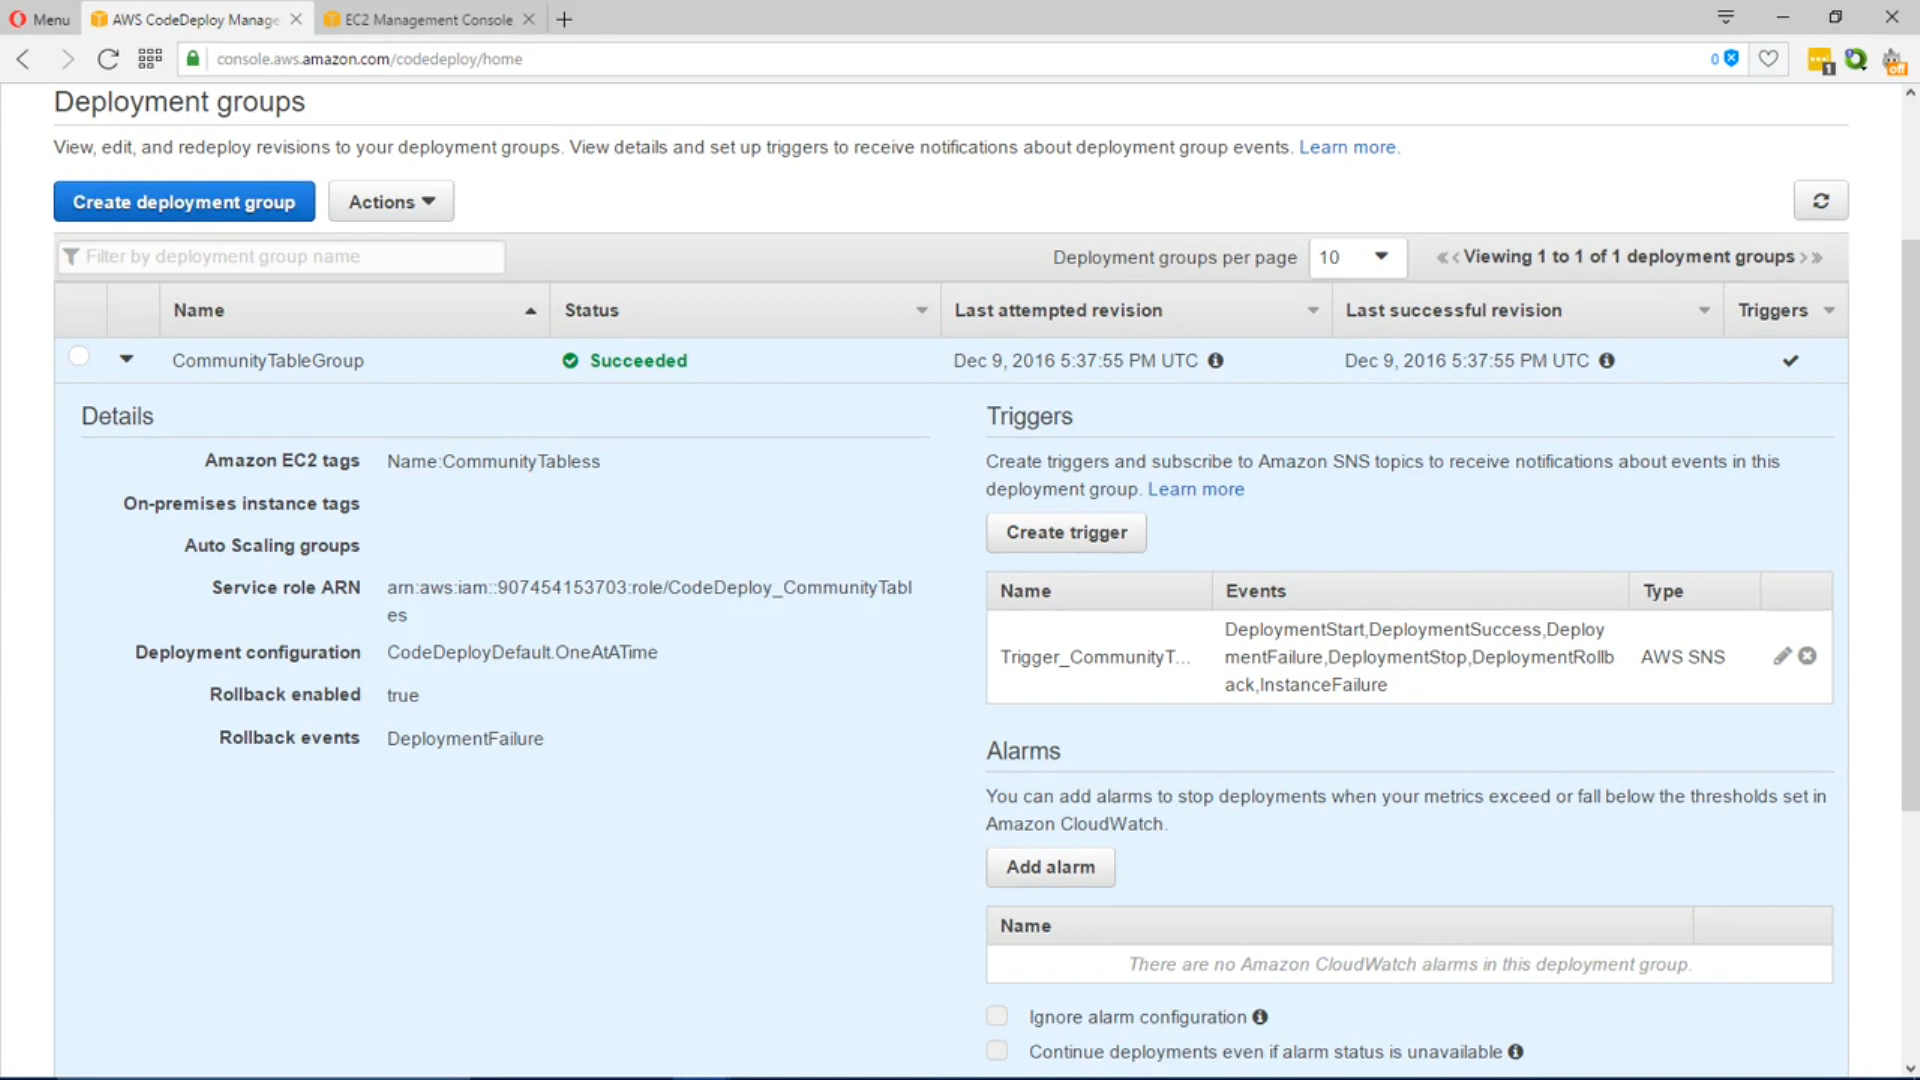 Menu
AWS CodeDeploy Manage
EC2 Management Console
console.aws.amazon.com/codedeploy/home
0
1
off
Deployment groups
View, edit, and redeploy revisions to your deployment groups. View details and set up triggers to receive notifications about deployment group events. Learn more.
Create deployment group
Actions
Filter by deployment group name
Deployment groups per page
10
«‹ Viewing 1 to 1 of 1 deployment groups ›»
Name
Status
Last attempted revision
Last successful revision
Triggers
CommunityTableGroup
Succeeded
Dec 9, 2016 5:37:55 PM UTC
Dec 9, 2016 5:37:55 PM UTC
Details
Amazon EC2 tags
Name:CommunityTabless
On-premises instance tags
Auto Scaling groups
Service role ARN
arn:aws:iam::907454153703:role/CodeDeploy_CommunityTabl
es
Deployment configuration
CodeDeployDefault.OneAtATime
Rollback enabled
true
Rollback events
DeploymentFailure
Triggers
Create triggers and subscribe to Amazon SNS topics to receive notifications about events in this
deployment group. Learn more
Create trigger
Name
Events
Type
Trigger_CommunityT...
DeploymentStart,DeploymentSuccess,Deploy
mentFailure,DeploymentStop,DeploymentRollb
ack,InstanceFailure
AWS SNS
Alarms
You can add alarms to stop deployments when your metrics exceed or fall below the thresholds set in
Amazon CloudWatch.
Add alarm
Name
There are no Amazon CloudWatch alarms in this deployment group.
Ignore alarm configuration
Continue deployments even if alarm status is unavailable